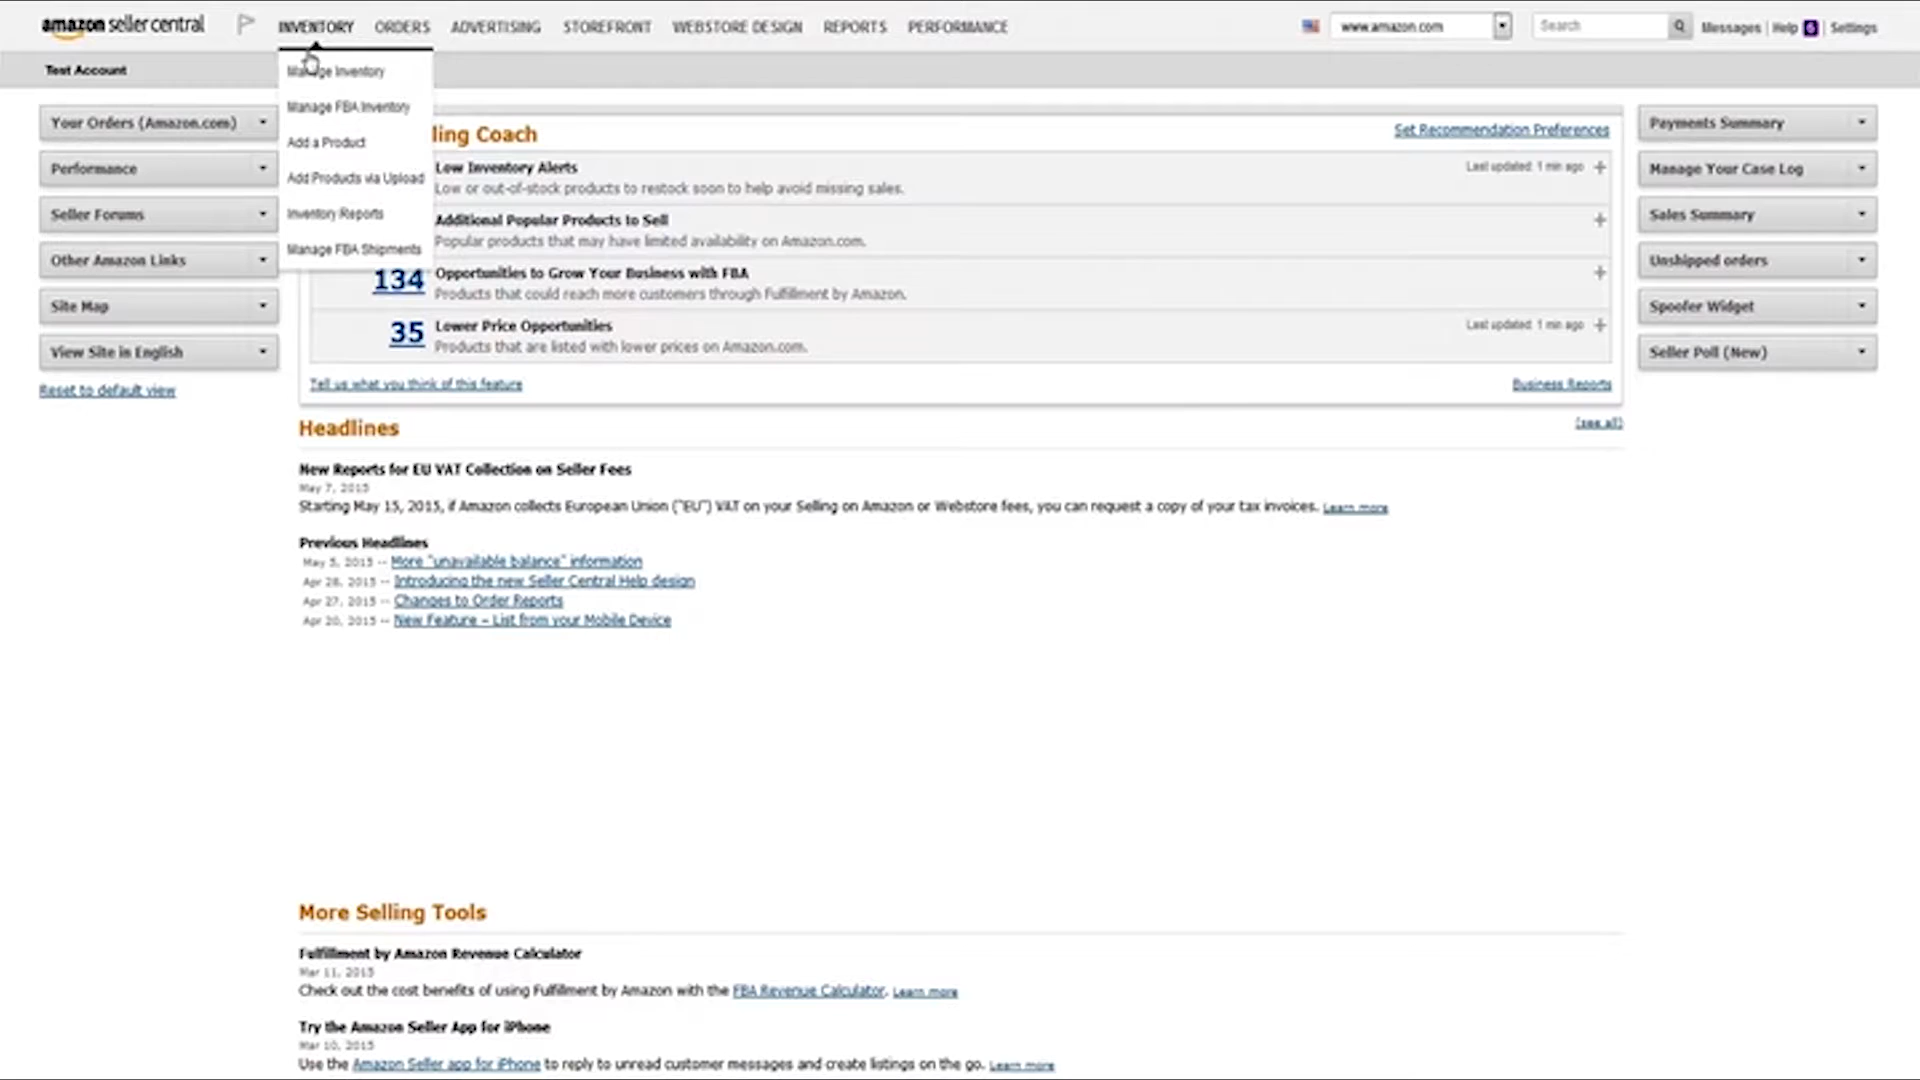 amazon seller central INVENTORY ORDERS ADVERTISING STOREFRONT WEBSTORE DESIGN REPORTS PERFORMANCE www.amazon.com Search Messages | Help | Settings
Test Account
Manage Inventory
Manage FBA Inventory
Add a Product
Add Products via Upload
Inventory Reports
Manage FBA Shipments
Your Orders (Amazon.com)
Performance
Seller Forums
Other Amazon Links
Site Map
View Site in English
Reset to default view
ling Coach
Set Recommendation Preferences
Low Inventory Alerts
Last updated: 1 min ago
Low or out-of-stock products to restock soon to help avoid missing sales.
Additional Popular Products to Sell
Popular products that may have limited availability on Amazon.com.
134 Opportunities to Grow Your Business with FBA
Products that could reach more customers through Fulfillment by Amazon.
35 Lower Price Opportunities
Last updated: 1 min ago
Products that are listed with lower prices on Amazon.com.
Tell us what you think of this feature
Business Reports
Payments Summary
Manage Your Case Log
Sales Summary
Unshipped orders
Spoofer Widget
Seller Poll (New)
Headlines
(see all)
New Reports for EU VAT Collection on Seller Fees
May 7, 2015
Starting May 15, 2015, if Amazon collects European Union ("EU") VAT on your Selling on Amazon or Webstore fees, you can request a copy of your tax invoices. Learn more
Previous Headlines
May 5, 2015 -- More "unavailable balance" information
Apr 28, 2015 -- Introducing the new Seller Central Help design
Apr 27, 2015 -- Changes to Order Reports
Apr 20, 2015 -- New Feature – List from your Mobile Device
More Selling Tools
Fulfillment by Amazon Revenue Calculator
Mar 11, 2015
Check out the cost benefits of using Fulfillment by Amazon with the FBA Revenue Calculator. Learn more
Try the Amazon Seller App for iPhone
Mar 10, 2015
Use the Amazon Seller app for iPhone to reply to unread customer messages and create listings on the go. Learn more